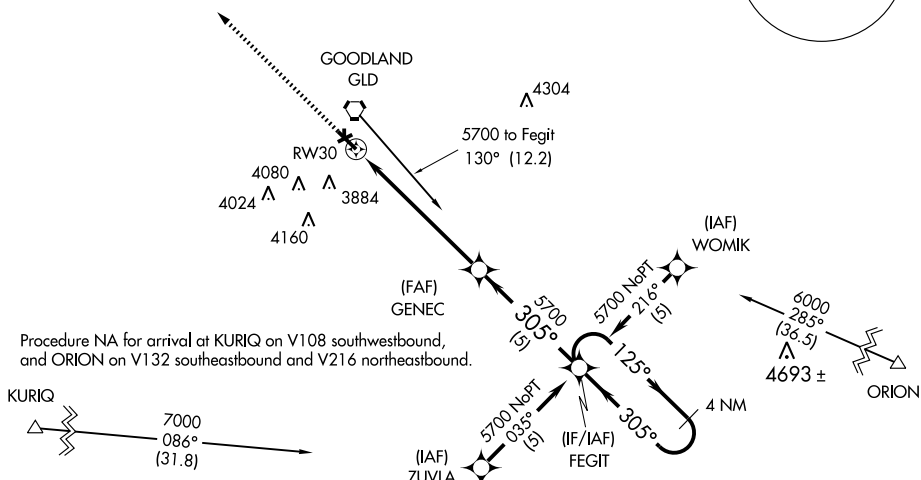 GOODLAND
GLD
4304
5700 to Fegit
130° (12.2)
RW30
4080
3884
4024
4160
(IAF)
WOMIK
(FAF)
GENEC
5700 NoPT
216°
(5)
6000
285°
(36.5)
5700
305°
(5)
Procedure NA for arrival at KURIQ on V108 southwestbound,
and ORION on V132 southeastbound and V216 northeastbound.
125°
4693 ±
ORION
KURIQ
4 NM
7000
086°
(31.8)
5700 NoPT
035°
(5)
305°
(IF/IAF)
FEGIT
(IAF)
ZUVLA